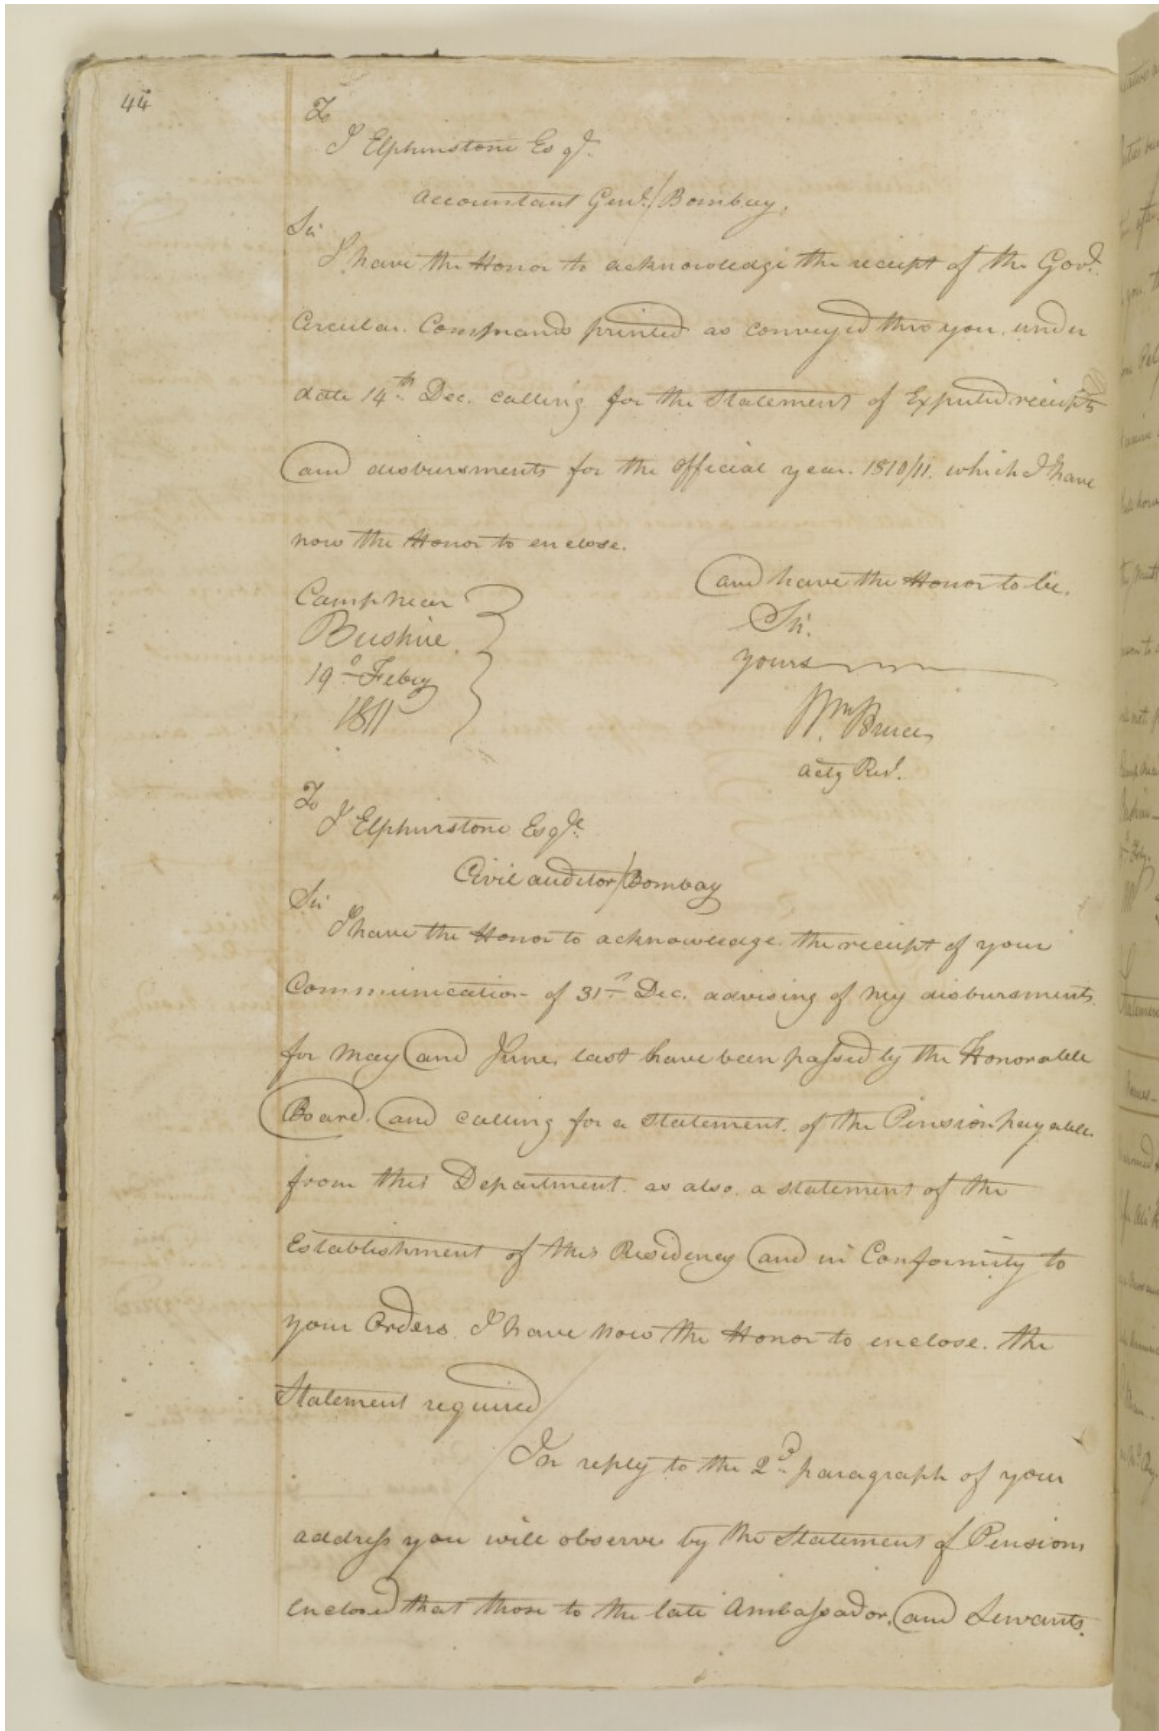 44
To
J Elphinstone Esqr.
Accountant Genl./Bombay.
Sir
I have the Honor to acknowledge the receipt of the Govt.
Circular Commands printed as conveyed thro you under
date 14th. Dec. calling for the Statement of Expected receipts
and disbursments for the official year. 1810/11. which I have
now the Honor to enclose.
and have the Honor to be.
Camp near
Sir.
Bushire.
yours
19th Febry
1811
Wm. Bruce
Actg Resd.
To
J Elphinstone Esqre.
Civil auditor/Bombay
Sir
I have the Honor to acknowledge the receipt of your
Communication of 31st Dec. advising of my disbursments
for May and June. last have been passed by the Honorable
Board. and calling for a statement. of the Pension payable
from this Department. as also. a statement of the
Establishment of this Residency and in Conformity to
your Orders. I have now the Honor to enclose. the
Statement required
In reply to the 2d. paragraph of your
address you will observe by the Statement of Pensions
enclosed that those to the late Ambassador. and Servants.